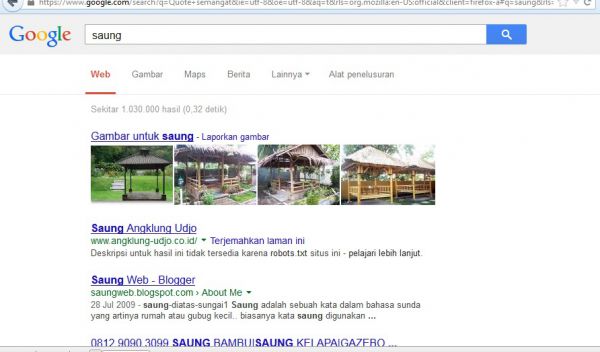 https://www.google.com/search?q=Quote+semangat&ie=utf-8&oe=utf-8&aq=t&rls=org.mozilla:en-US:official&client=firefox-a#q=saung&rls=
Google
saung
Web Gambar Maps Berita Lainnya Alat penelusuran
Sekitar 1.030.000 hasil (0,32 detik)
Gambar untuk saung - Laporkan gambar
Saung Angklung Udjo
www.angklung-udjo.co.id/ Terjemahkan laman ini
Deskripsi untuk hasil ini tidak tersedia karena robots.txt situs ini - pelajari lebih lanjut.
Saung Web - Blogger
saungweb.blogspot.com › About Me
28 Jul 2009 - saung-diatas-sungai1 Saung adalah sebuah kata dalam bahasa sunda
yang artinya rumah atau gubug kecil.. biasanya kata saung digunakan ...
0812 9090 3099 SAUNG BAMBU|SAUNG KELAPA|GAZEBO ...